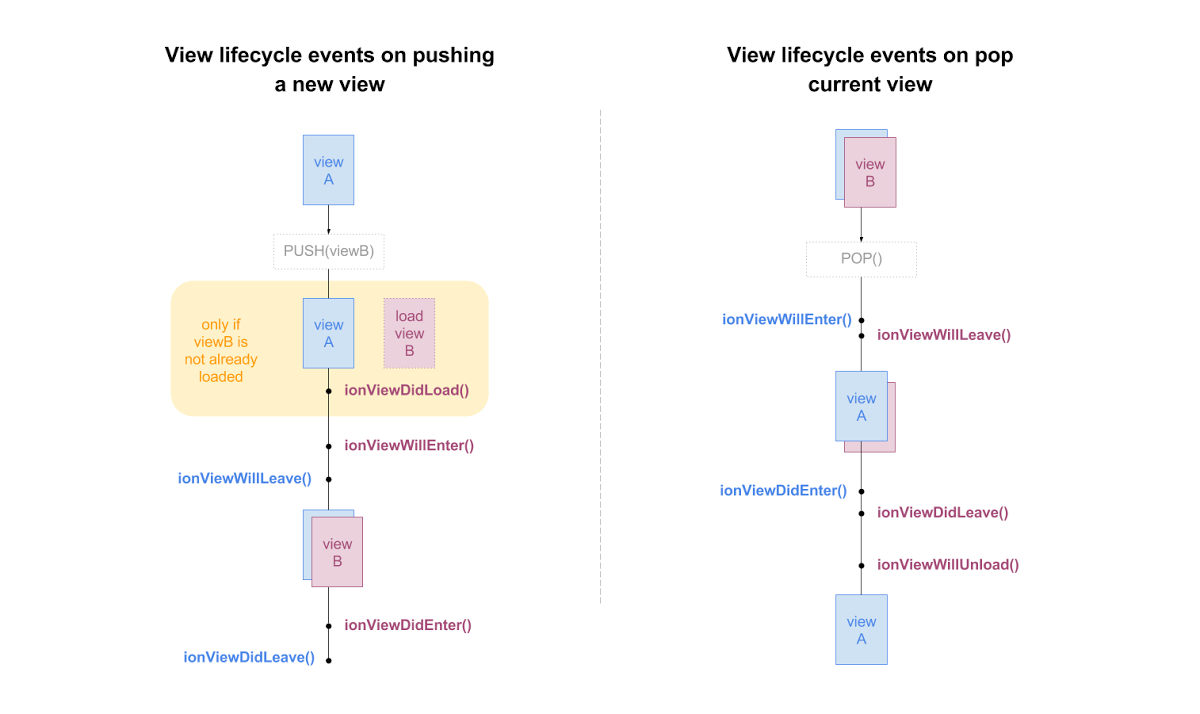 View lifecycle events on pushing
a new view
view
A
PUSH(viewB)
only if
viewB is
not already
loaded
view
A
load
view
B
ionViewDidLoad()
ionViewWillEnter()
ionViewWillLeave()
view
B
ionViewDidEnter()
ionViewDidLeave()
View lifecycle events on pop
current view
view
B
POP()
ionViewWillEnter()
ionViewWillLeave()
view
A
ionViewDidEnter()
ionViewDidLeave()
ionViewWillUnload()
view
A